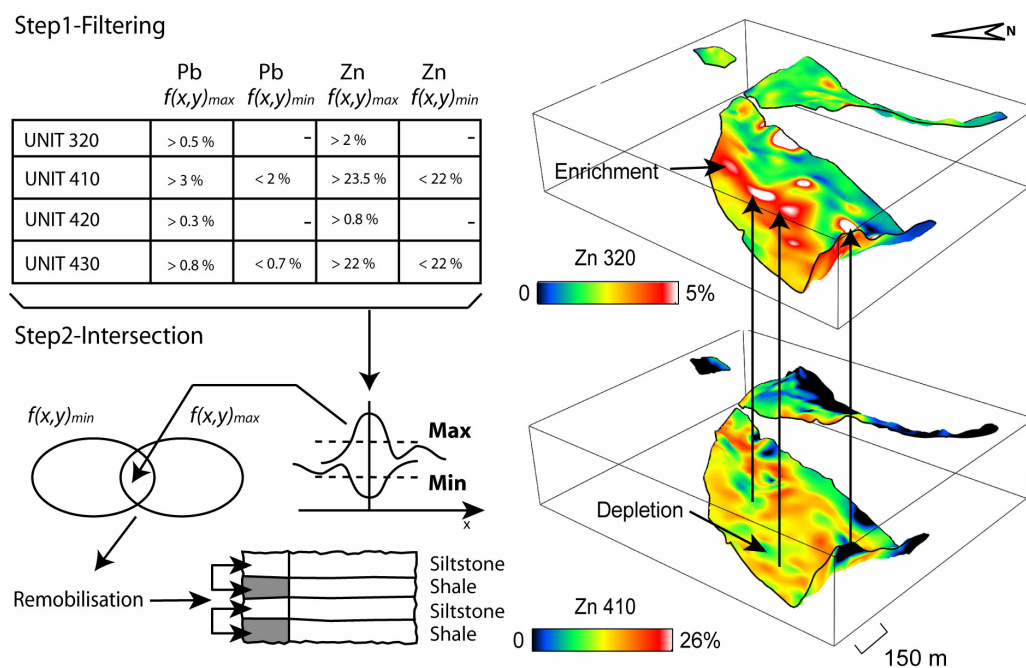 Step1-Filtering
Pb Pb Zn Zn
f(x,y)max f(x,y)min f(x,y)max f(x,y)min
UNIT 320 > 0.5 % – > 2 % –
UNIT 410 > 3 % < 2 % > 23.5 % < 22 %
UNIT 420 > 0.3 % – > 0.8 % –
UNIT 430 > 0.8 % < 0.7 % > 22 % < 22 %
Step2-Intersection
f(x,y)min f(x,y)max
Max
Min
x
Remobilisation
Siltstone
Shale
Siltstone
Shale
N
Enrichment
Zn 320
0 5%
Depletion
Zn 410
0 26%
150 m